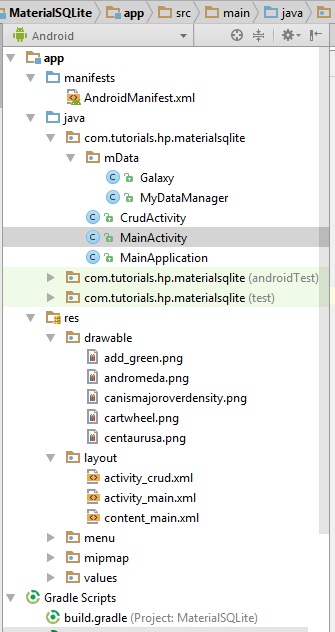 MaterialSQLite app src main java
Android
app
manifests
AndroidManifest.xml
java
com.tutorials.hp.materialsqlite
mData
Galaxy
MyDataManager
CrudActivity
MainActivity
MainApplication
com.tutorials.hp.materialsqlite (androidTest)
com.tutorials.hp.materialsqlite (test)
res
drawable
add_green.png
andromeda.png
canismajoroverdensity.png
cartwheel.png
centaurusa.png
layout
activity_crud.xml
activity_main.xml
content_main.xml
menu
mipmap
values
Gradle Scripts
build.gradle (Project: MaterialSQLite)